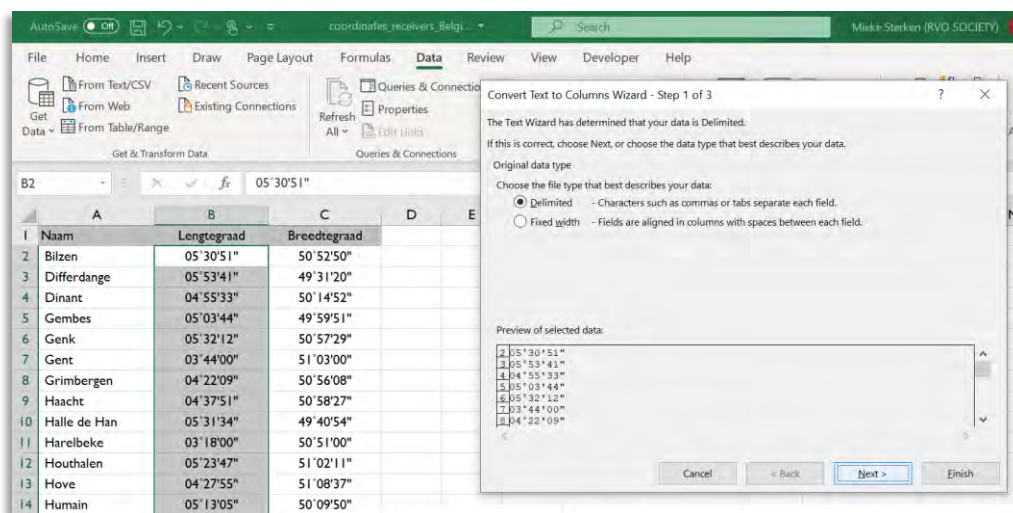 AutoSave Off coordinates_receivers_Belgi... Search Mieke Sterken (RVO SOCIETY)
File Home Insert Draw Page Layout Formulas Data Review View Developer Help
Get Data
From Text/CSV
From Web
From Table/Range
Recent Sources
Existing Connections
Get & Transform Data
Refresh All
Queries & Connectio
Properties
Edit Links
Queries & Connections
B2 fx 05°30'51"
A B C D E
1 Naam Lengtegraad Breedtegraad
2 Bilzen 05°30'51" 50°52'50"
3 Differdange 05°53'41" 49°31'20"
4 Dinant 04°55'33" 50°14'52"
5 Gembes 05°03'44" 49°59'51"
6 Genk 05°32'12" 50°57'29"
7 Gent 03°44'00" 51°03'00"
8 Grimbergen 04°22'09" 50°56'08"
9 Haacht 04°37'51" 50°58'27"
10 Halle de Han 05°31'34" 49°40'54"
11 Harelbeke 03°18'00" 50°51'00"
12 Houthalen 05°23'47" 51°02'11"
13 Hove 04°27'55" 51°08'37"
14 Humain 05°13'05" 50°09'50"
Convert Text to Columns Wizard - Step 1 of 3 ? ×
The Text Wizard has determined that your data is Delimited.
If this is correct, choose Next, or choose the data type that best describes your data.
Original data type
Choose the file type that best describes your data:
Delimited - Characters such as commas or tabs separate each field.
Fixed width - Fields are aligned in columns with spaces between each field.
Preview of selected data:
2 05°30'51"
3 05°53'41"
4 04°55'33"
5 05°03'44"
6 05°32'12"
7 03°44'00"
8 04°22'09"
Cancel < Back Next > Finish